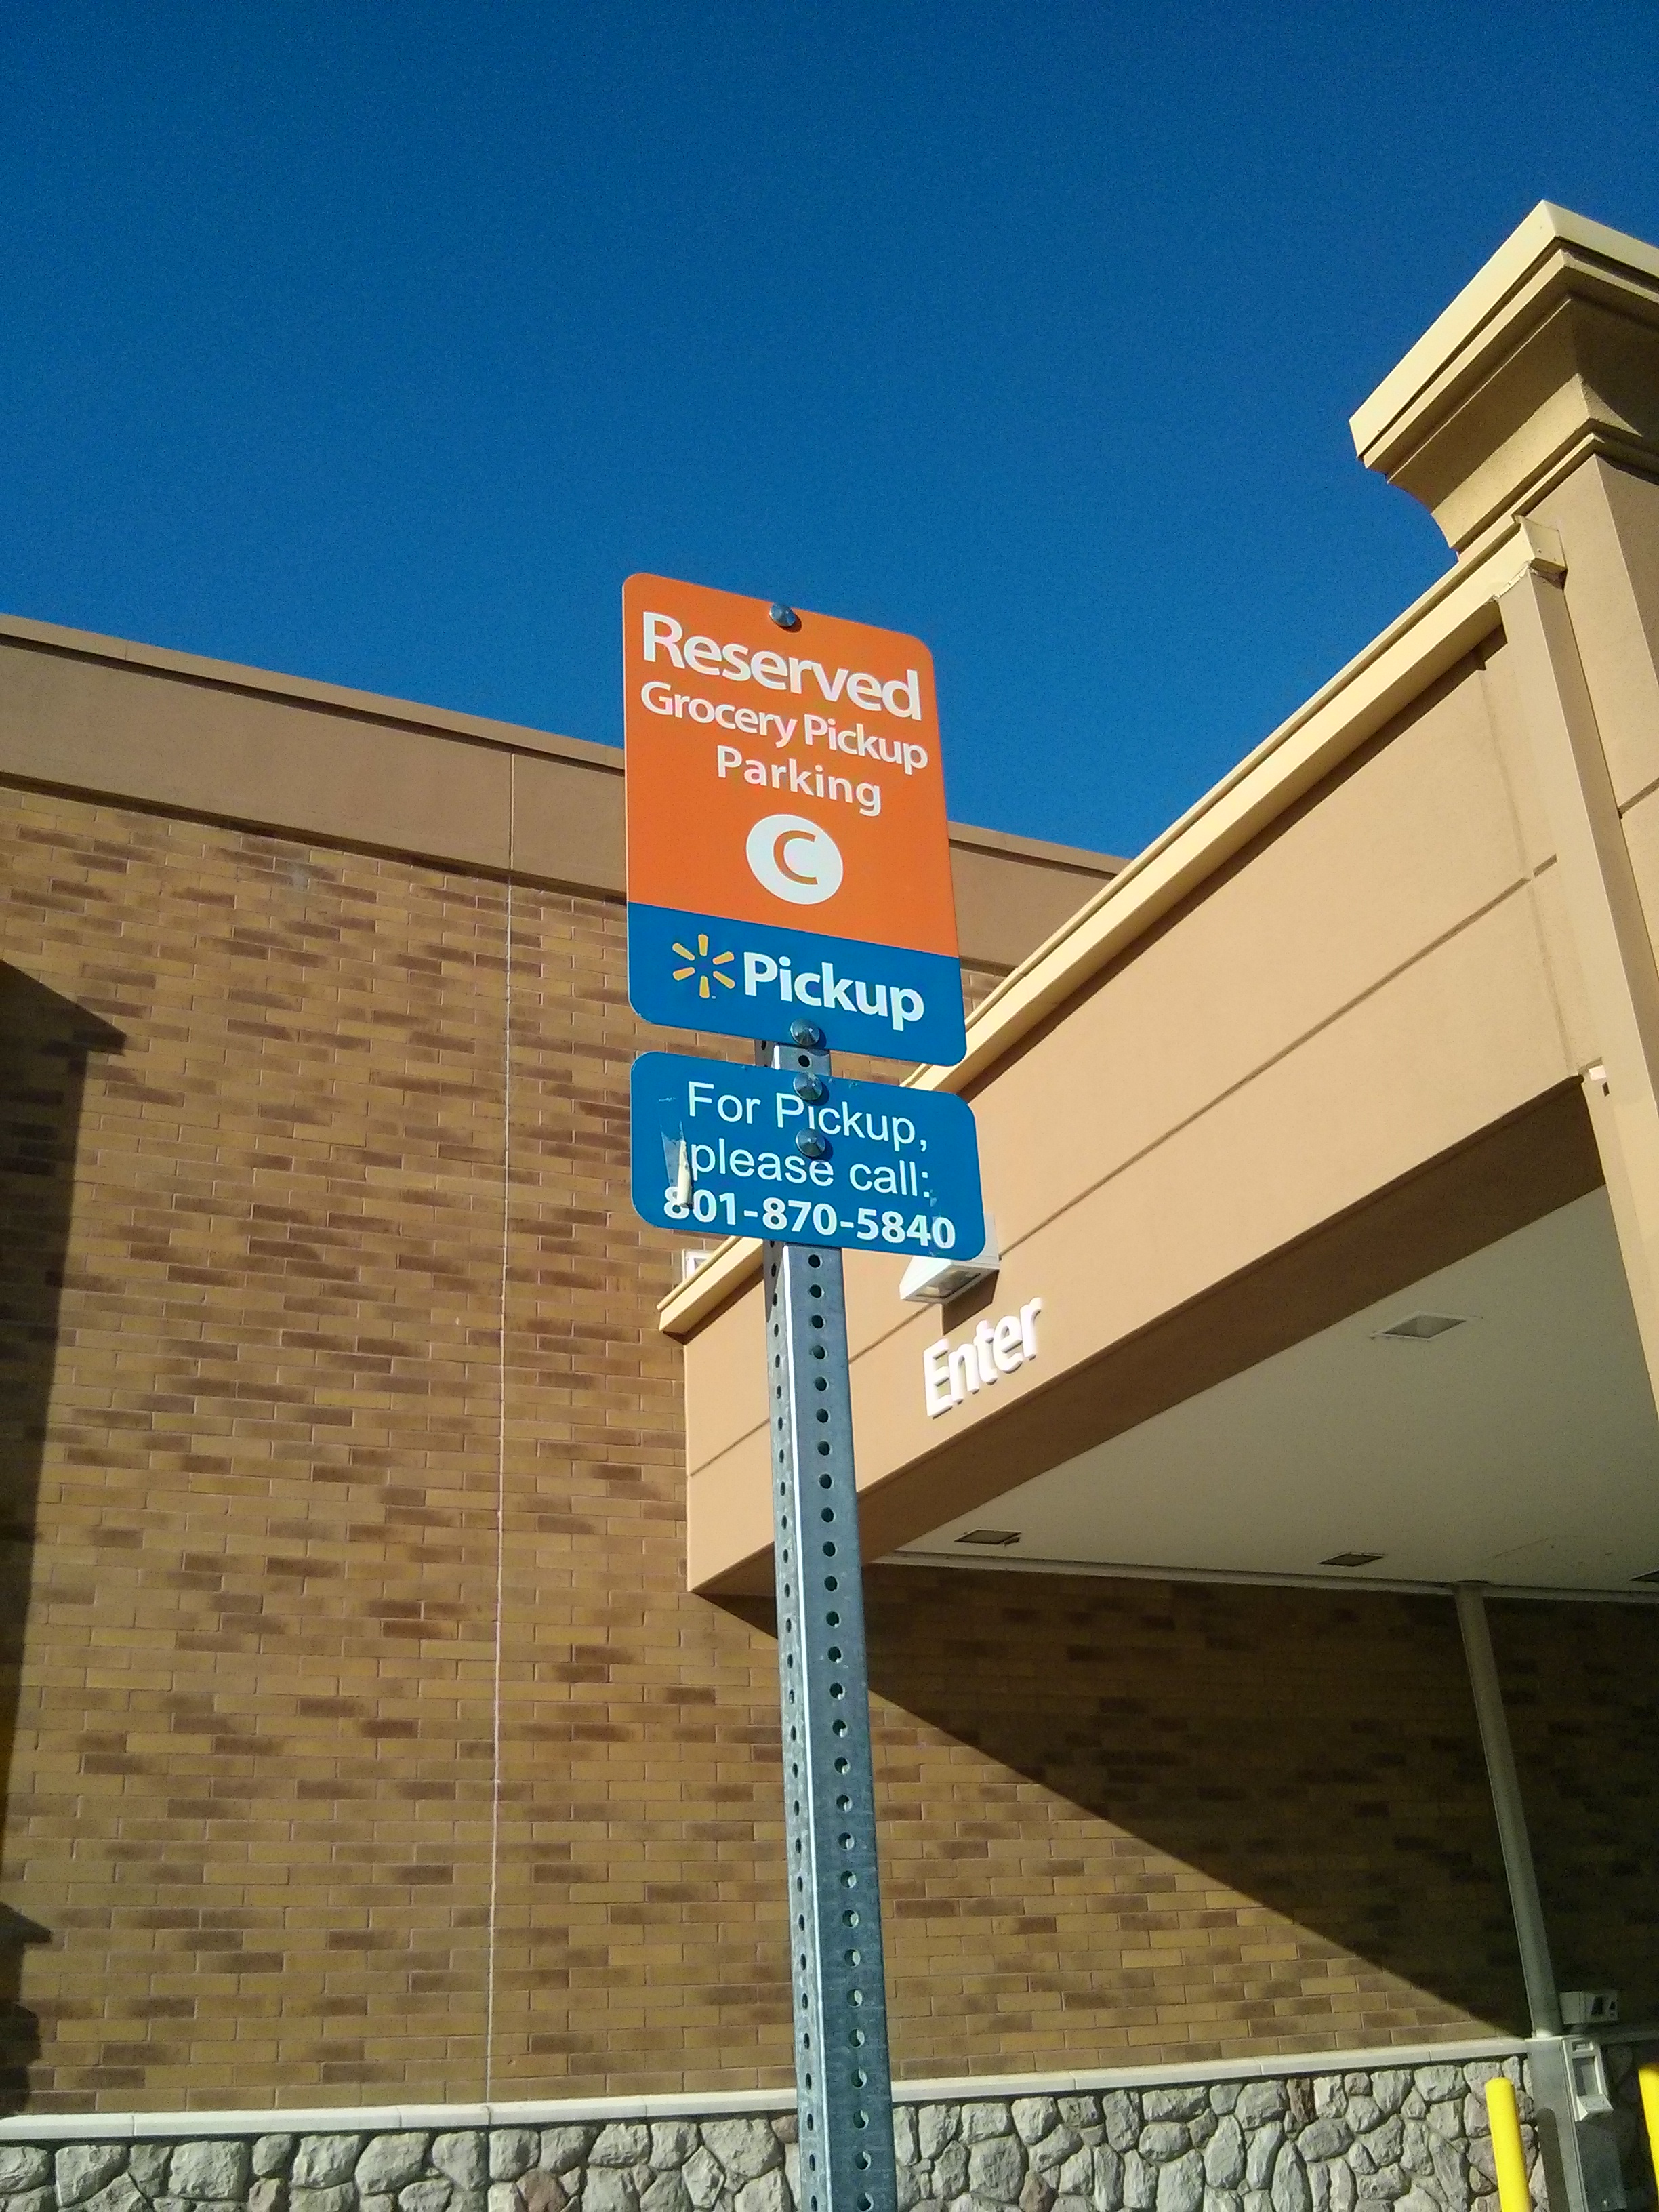 Reserved
Grocery Pickup
Parking
C
Pickup
For Pickup,
please call:
801-870-5840
Enter